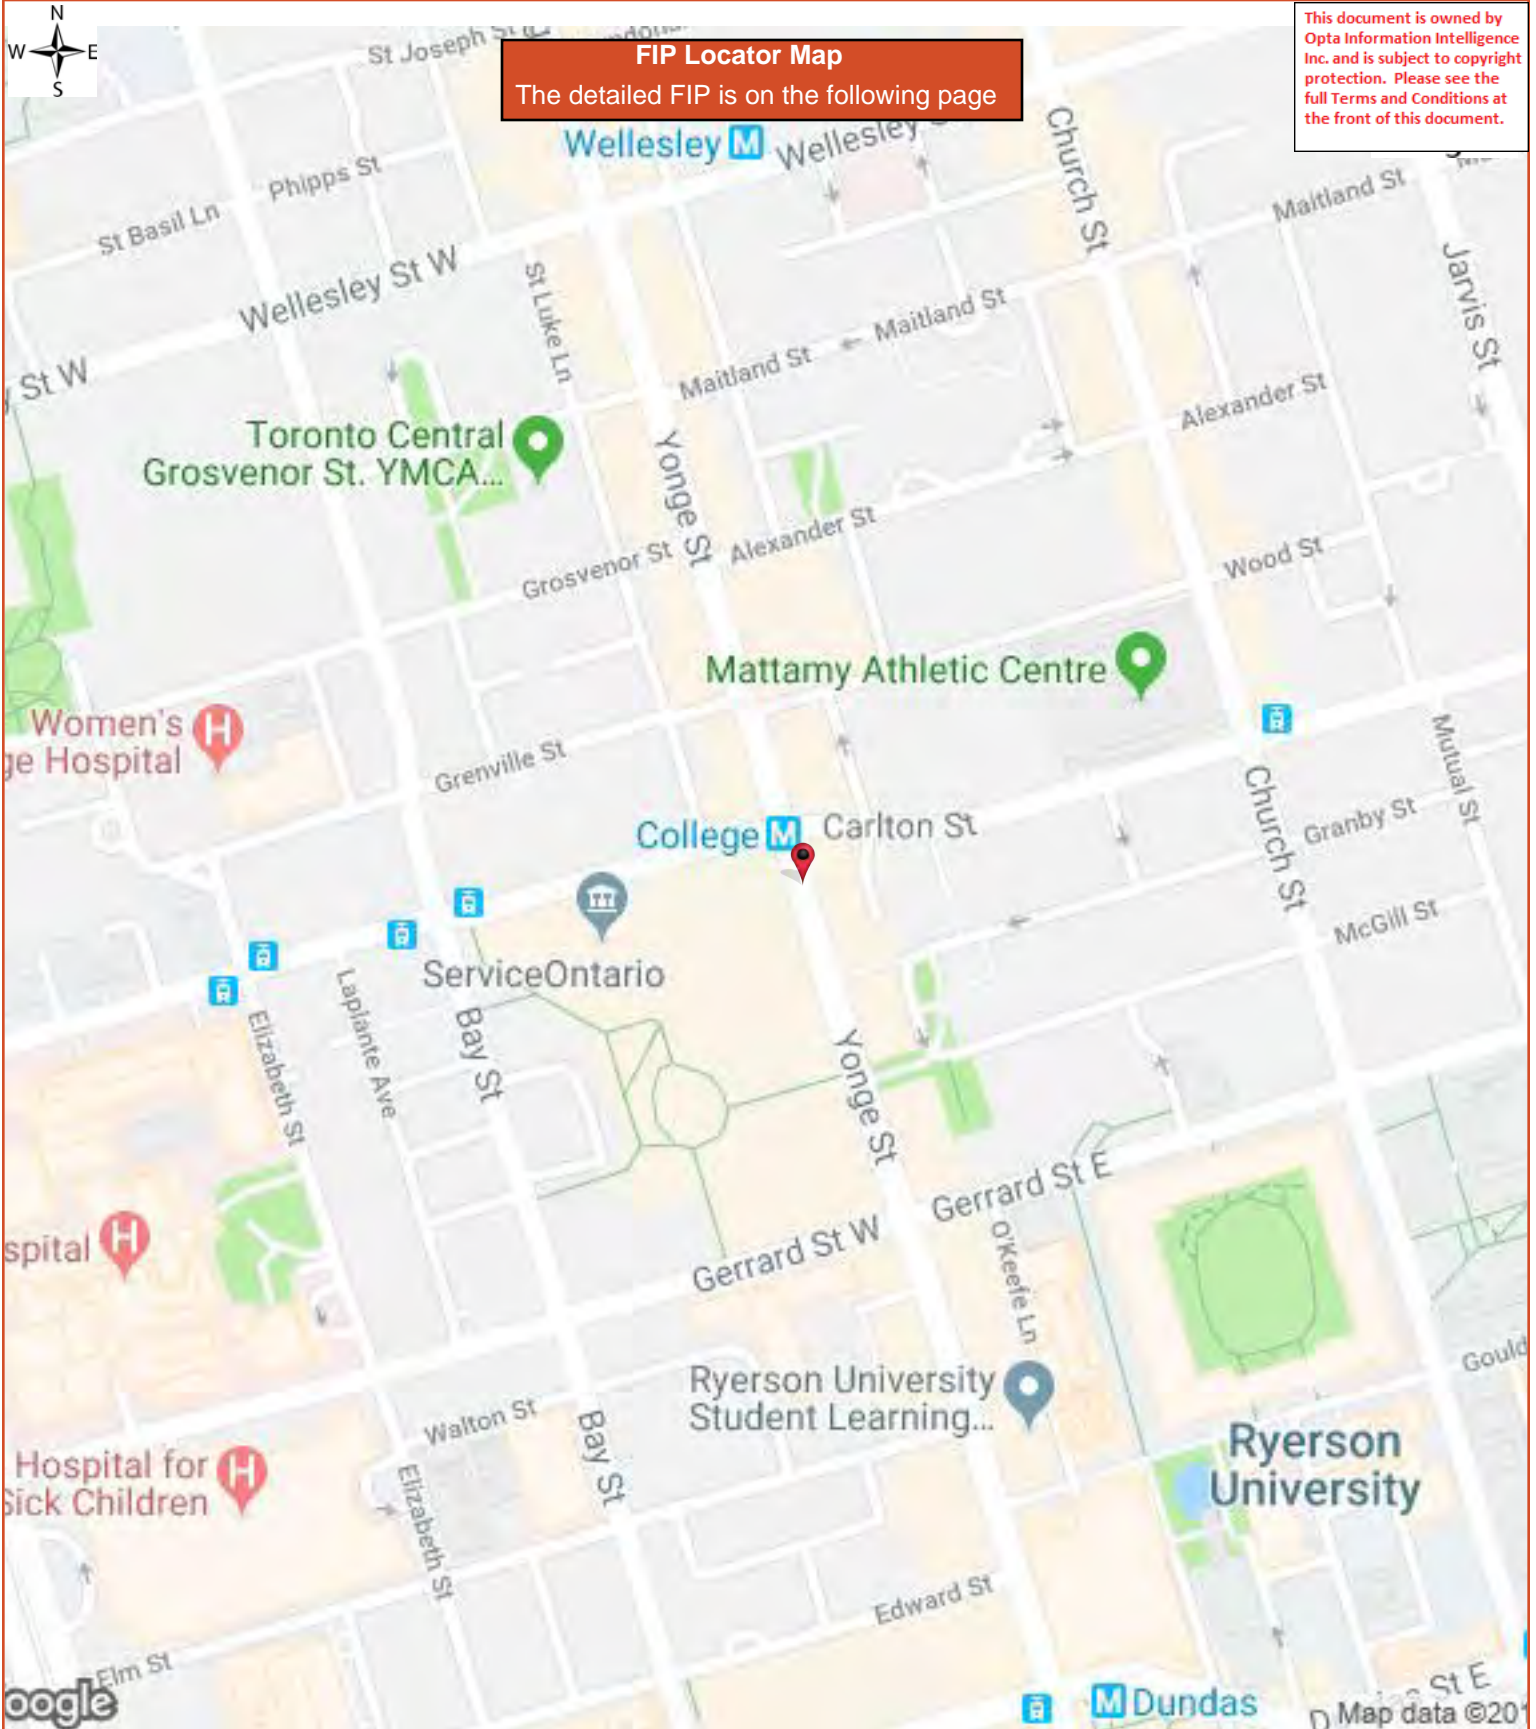 N
W E
S
FIP Locator Map
The detailed FIP is on the following page
This document is owned by
Opta Information Intelligence
Inc. and is subject to copyright
protection. Please see the
full Terms and Conditions at
the front of this document.
St Joseph St
Wellesley M
Wellesley
Church St
Phipps St
Maitland St
St Basil Ln
Wellesley St W
St Luke Ln
Jarvis St
Maitland St
Maitland St
St W
Alexander St
Toronto Central
Grosvenor St. YMCA...
Yonge St
Alexander St
Grosvenor St
Wood St
Mattamy Athletic Centre
Women's
ge Hospital
H
Mutual St
Grenville St
Church St
College M
Carlton St
Granby St
McGill St
ServiceOntario
Laplante Ave
Elizabeth St
Bay St
Yonge St
Gerrard St E
spital H
Gerrard St W
O'Keefe Ln
Gould
Ryerson University
Student Learning...
Walton St
Bay St
Ryerson
University
Hospital for
Sick Children
H
Elizabeth St
Edward St
Elm St
oogle
M Dundas
St E
D
Map data ©201